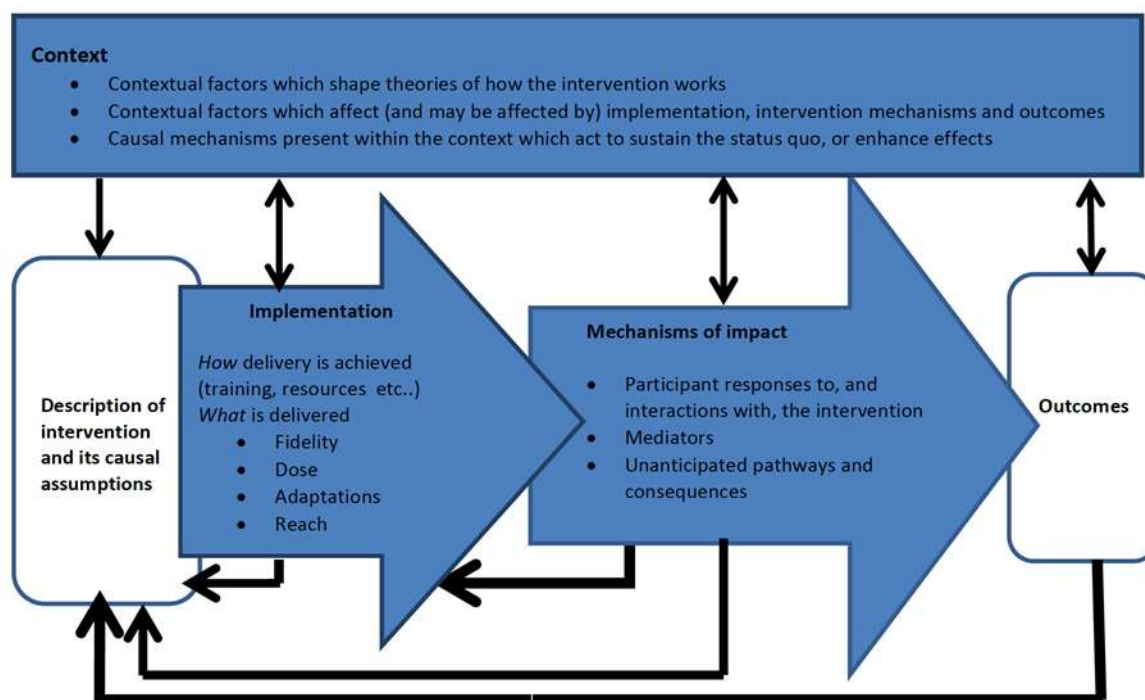 Context
• Contextual factors which shape theories of how the intervention works
• Contextual factors which affect (and may be affected by) implementation, intervention mechanisms and outcomes
• Causal mechanisms present within the context which act to sustain the status quo, or enhance effects
Description of
intervention
and its causal
assumptions
Implementation
How delivery is achieved
(training, resources etc..)
What is delivered
• Fidelity
• Dose
• Adaptations
• Reach
Mechanisms of impact
• Participant responses to, and
interactions with, the intervention
• Mediators
• Unanticipated pathways and
consequences
Outcomes